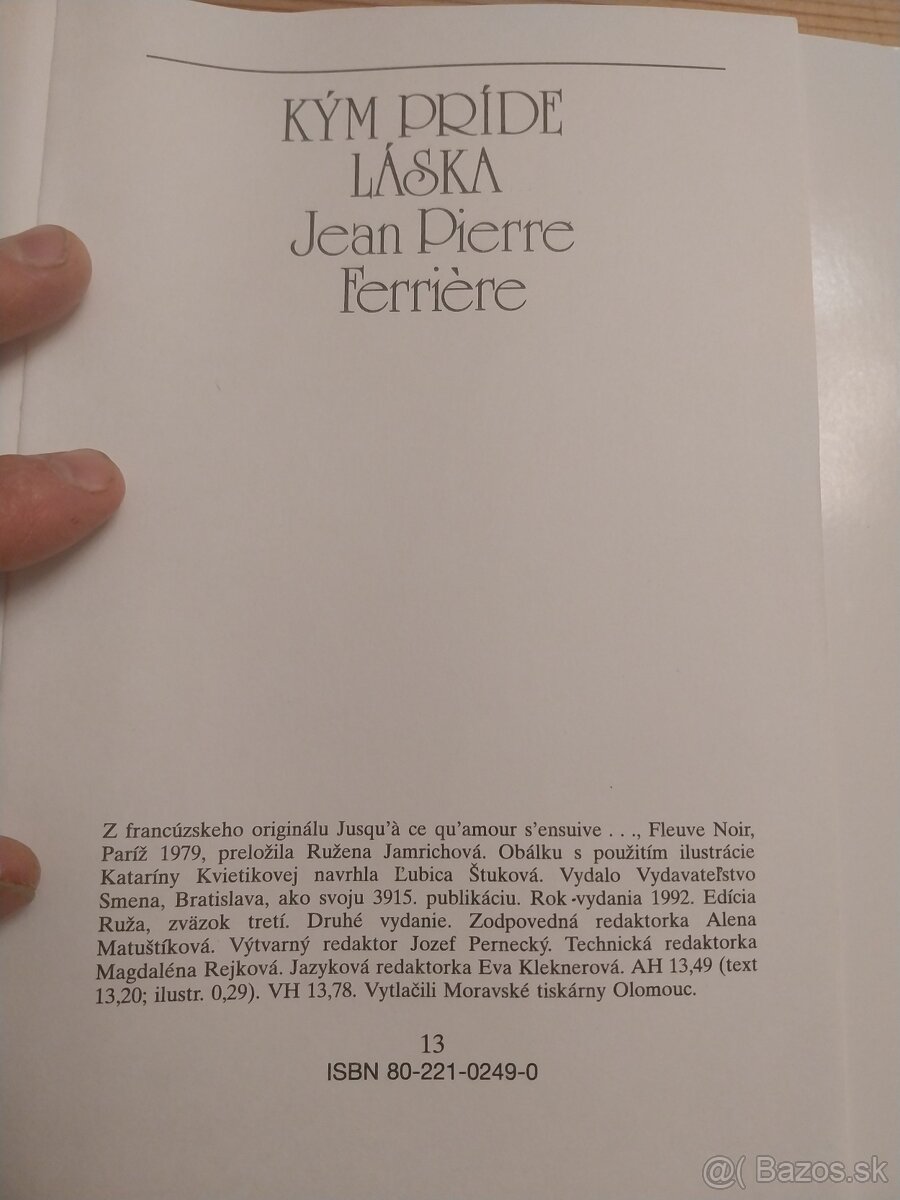 KÝM PRÍDE
LÁSKA
Jean Pierre
Ferrière
Z francúzskeho originálu Jusqu'à ce qu'amour s'ensuive . . ., Fleuve Noir,
Paríž 1979, preložila Ružena Jamrichová. Obálku s použitím ilustrácie
Kataríny Kvietikovej navrhla Ľubica Štuková. Vydalo Vydavateľstvo
Smena, Bratislava, ako svoju 3915. publikáciu. Rok vydania 1992. Edícia
Ruža, zväzok tretí. Druhé vydanie. Zodpovedná redaktorka Alena
Matuštíková. Výtvarný redaktor Jozef Pernecký. Technická redaktorka
Magdaléna Rejková. Jazyková redaktorka Eva Kleknerová. AH 13,49 (text
13,20; ilustr. 0,29). VH 13,78. Vytlačili Moravské tiskárny Olomouc.
13
ISBN 80-221-0249-0
@( Bazos.sk